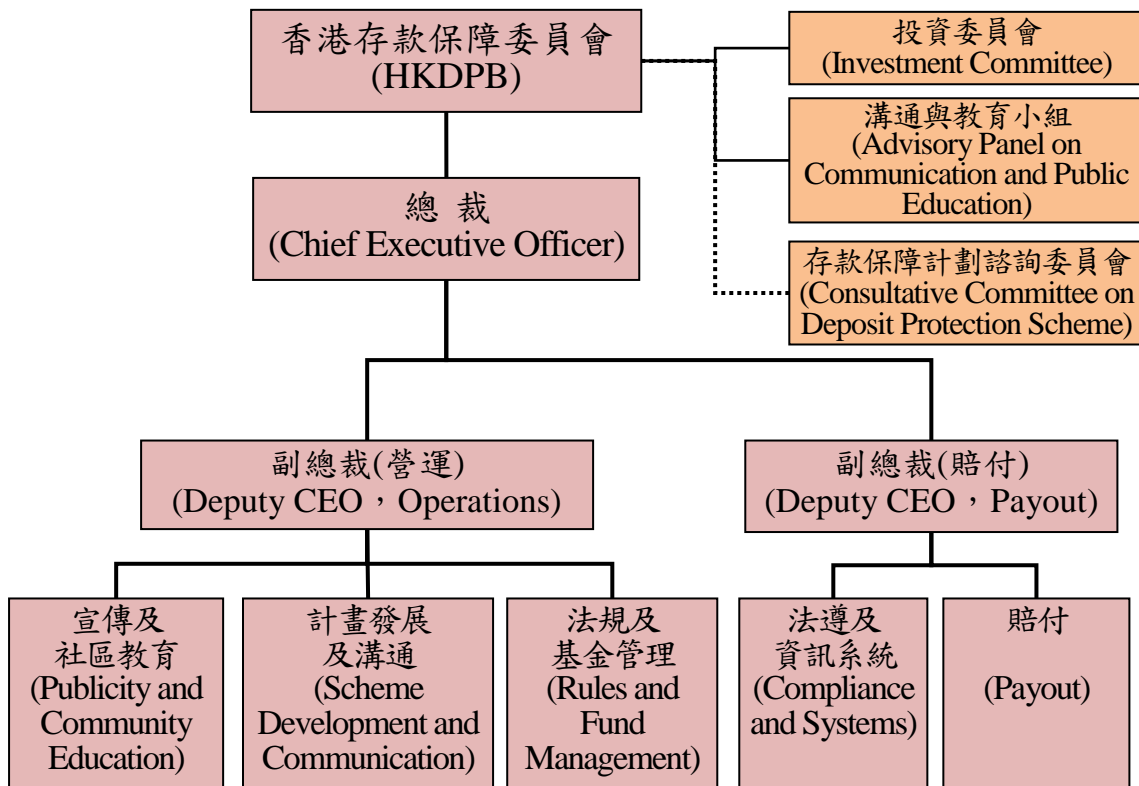 香港存款保障委員會
(HKDPB)
投資委員會
(Investment Committee)
溝通與教育小組
(Advisory Panel on
Communication and Public
Education)
總 裁
(Chief Executive Officer)
存款保障計劃諮詢委員會
(Consultative Committee on
Deposit Protection Scheme)
副總裁(營運)
(Deputy CEO,Operations)
副總裁(賠付)
(Deputy CEO,Payout)
宣傳及
社區教育
(Publicity and
Community
Education)
計畫發展
及溝通
(Scheme
Development and
Communication)
法規及
基金管理
(Rules and
Fund
Management)
法遵及
資訊系統
(Compliance
and Systems)
賠付
(Payout)